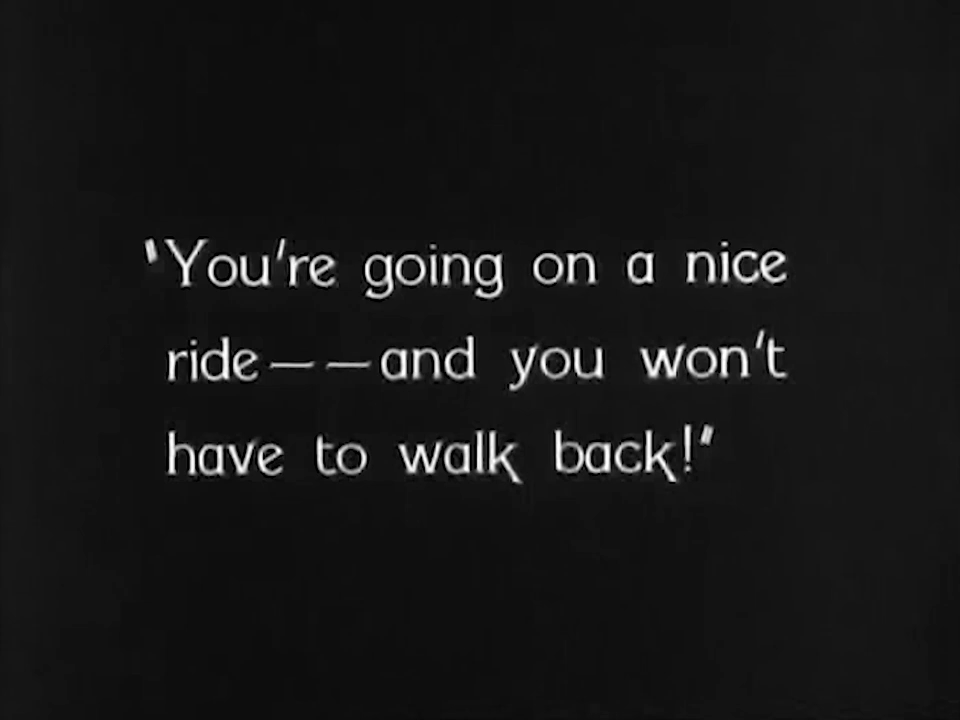 "You're going on a nice
ride——and you won't
have to walk back!"